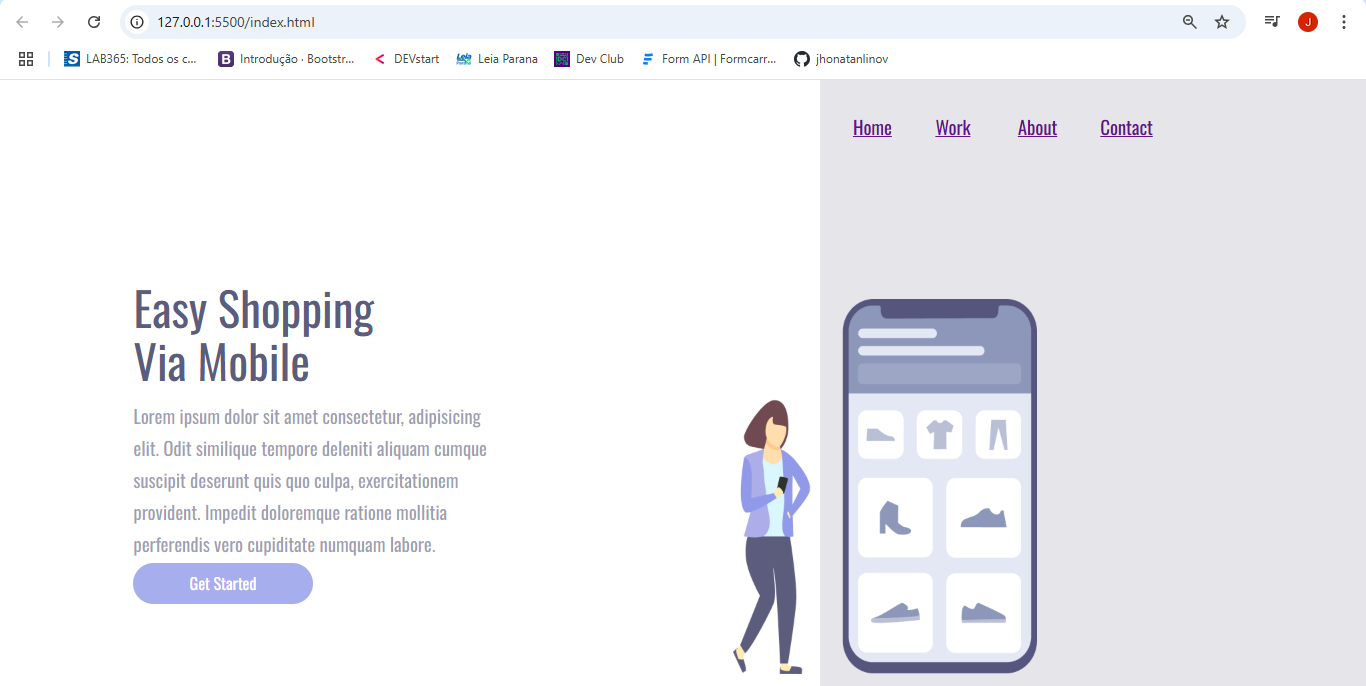 127.0.0.1:5500/index.html
J
LAB365: Todos os c...
B Introdução · Bootstr...
DEVstart
Leia Parana
Dev Club
Form API | Formcarr...
jhonatanlinov
Home Work About Contact
Easy Shopping
Via Mobile
Lorem ipsum dolor sit amet consectetur, adipisicing
elit. Odit similique tempore deleniti aliquam cumque
suscipit deserunt quis quo culpa, exercitationem
provident. Impedit doloremque ratione mollitia
perferendis vero cupiditate numquam labore.
Get Started